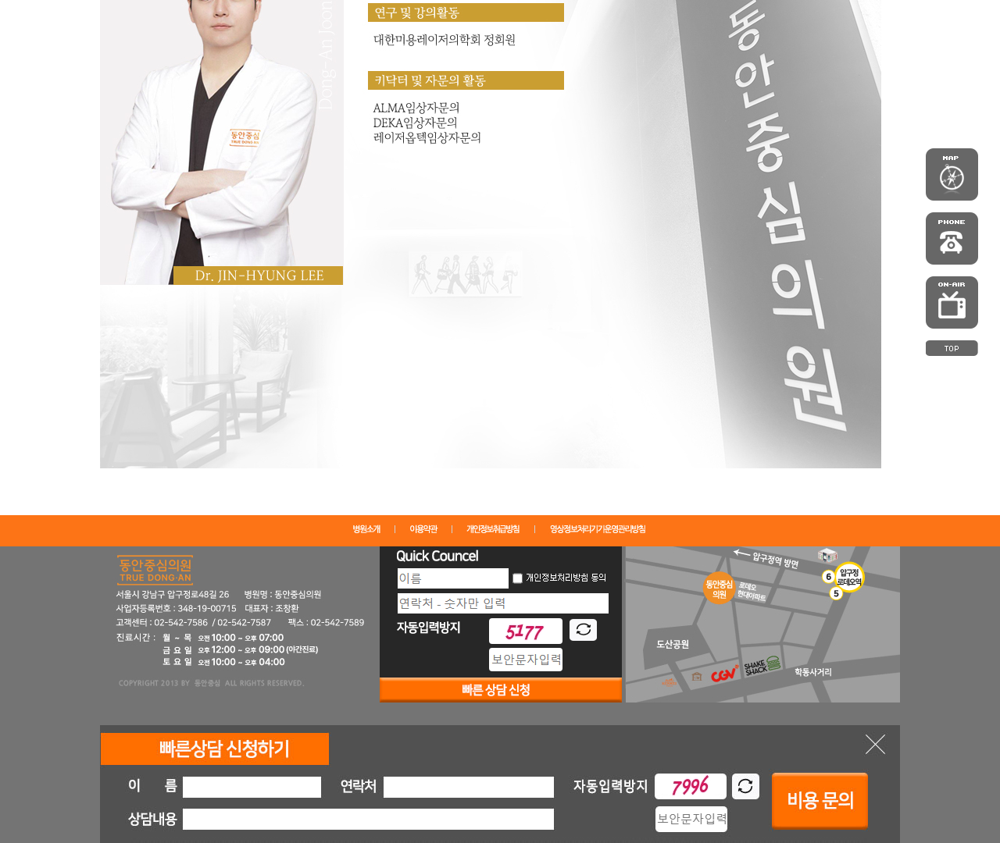 Dong-An Joon
연구 및 강의활동
대한미용레이저의학회 정회원
키닥터 및 자문의 활동
ALMA임상자문의
DEKA임상자문의
레이저옵텍임상자문의
동안중심
TRUE DONG·AN
Dr. JIN-HYUNG LEE
동안중심의원
MAP
PHONE
ON-AIR
TOP
병원소개 | 이용약관 | 개인정보취급방침 | 영상정보처리기기운영관리방침
동안중심의원
TRUE DONG·AN
서울시 강남구 압구정로48길 26 병원명 : 동안중심의원
사업자등록번호 : 348-19-00715 대표자 : 조창환
고객센터 : 02-542-7586 / 02-542-7587 팩스 : 02-542-7589
진료시간 : 월 ~ 목 오전 10:00 ~ 오후 07:00
금 요 일 오후 12:00 ~ 오후 09:00 (야간진료)
토 요 일 오전 10:00 ~ 오후 04:00
COPYRIGHT 2013 BY 동안중심 ALL RIGHTS RESERVED.
Quick Councel
이름
개인정보처리방침 동의
연락처 - 숫자만 입력
자동입력방지
5177
보안문자입력
빠른 상담 신청
압구정역 방면
압구정
로데오역
6
5
동안중심
의원
로데오
현대아파트
도산공원
CGV
SHAKE
SHACK
학동사거리
빠른상담 신청하기
이 름
연락처
자동입력방지
7996
비용 문의
상담내용
보안문자입력